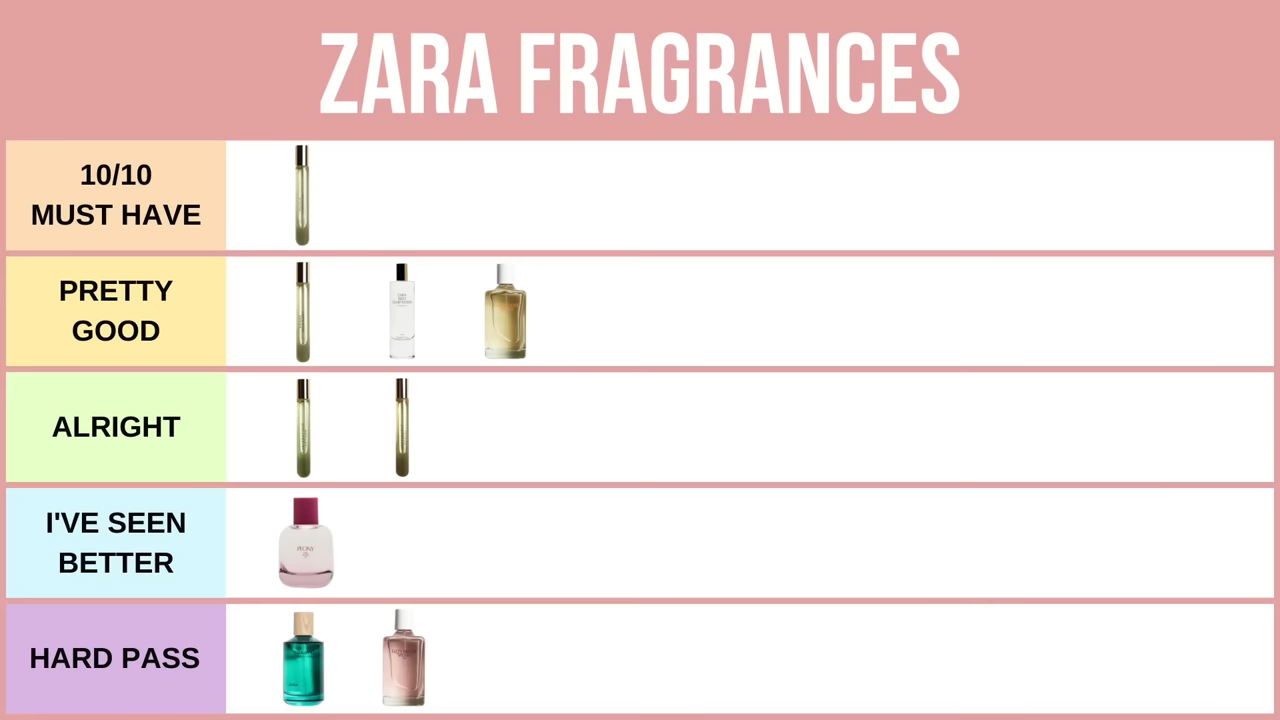 ZARA FRAGRANCES
10/10
MUST HAVE
PRETTY
GOOD
ALRIGHT
I'VE SEEN
BETTER
PEONY
HARD PASS